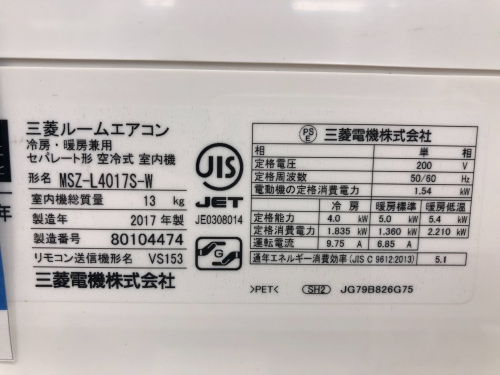 三菱ルームエアコン
冷房・暖房兼用
セパレート形 空冷式 室内機
形名 MSZ-L4017S-W
室内機総質量 13 kg
製造年 2017 年製
製造番号 80104474
リモコン送信機形名 VS153
三菱電機株式会社
JIS
JET
JE0308014
G
PS E 三菱電機株式会社
相 単 相
定格電圧 200 V
定格周波数 50/60 Hz
電動機の定格消費電力 1.54 kW
冷 房 暖房標準 暖房低温
定格能力 4.0 kW 5.0 kW 5.4 kW
定格消費電力 1.835 kW 1.360 kW 2.210 kW
運転電流 9.75 A 6.85 A
通年エネルギー消費効率(JIS C 9612:2013) 5.1
>PET< SH2 JG79B826G75
年